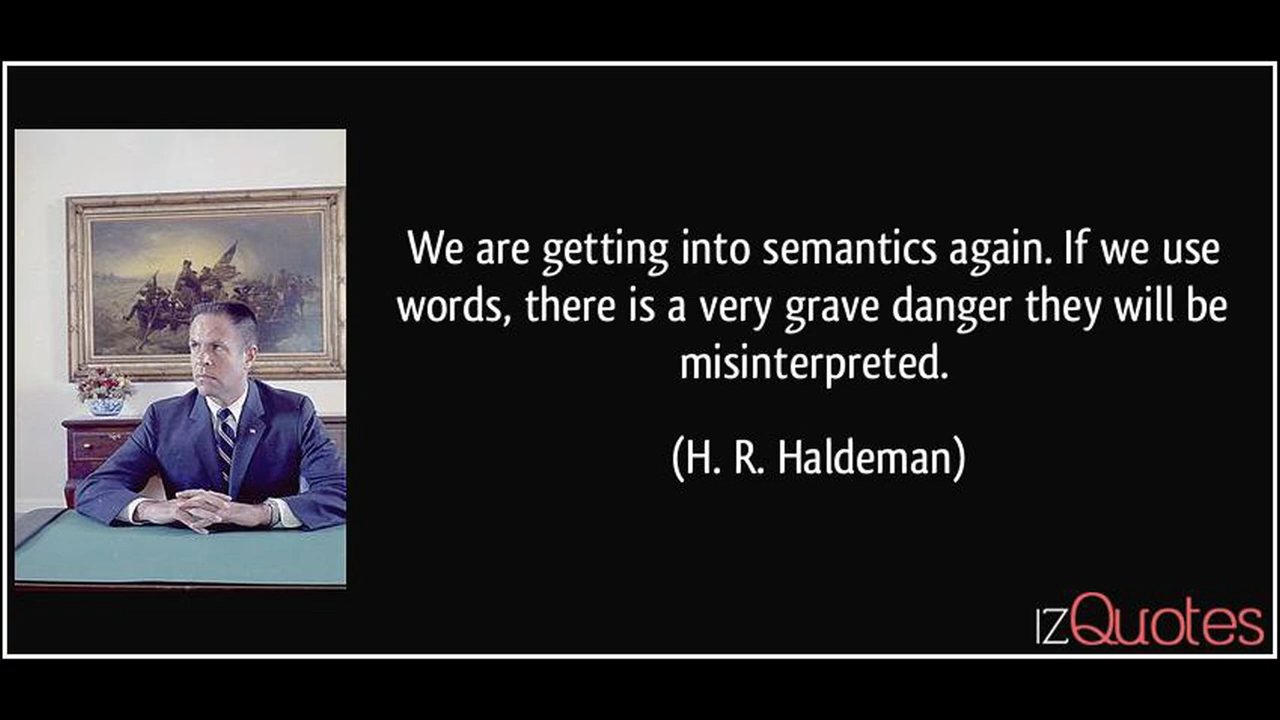 We are getting into semantics again. If we use
words, there is a very grave danger they will be
misinterpreted.
(H. R. Haldeman)
IZQuotes